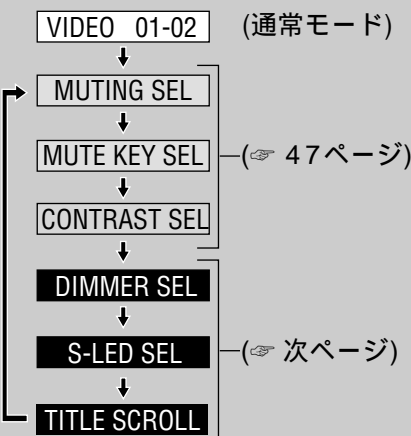 VIDEO 01-02 (通常モード)
MUTING SEL
MUTE KEY SEL (☞ 47ページ)
CONTRAST SEL
DIMMER SEL
S-LED SEL (☞ 次ページ)
TITLE SCROLL